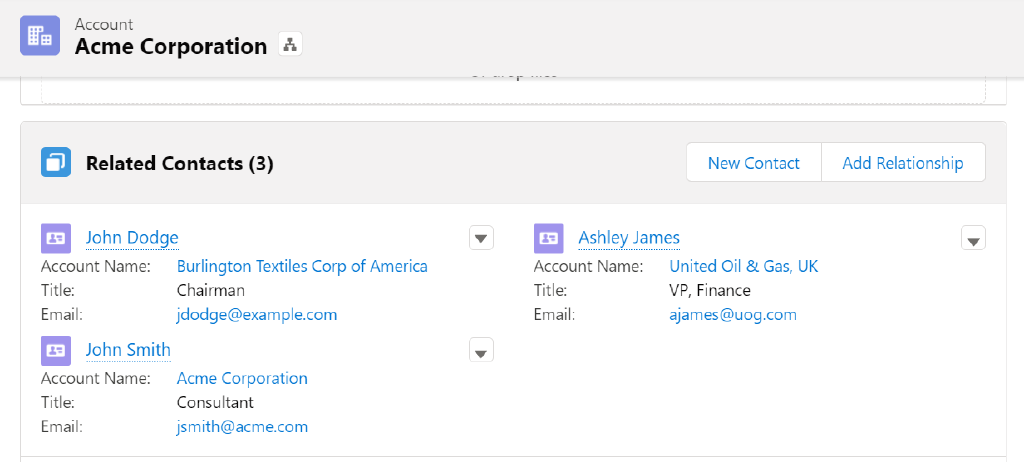 Account
Acme Corporation
Related Contacts (3)
New Contact
Add Relationship
John Dodge
Account Name: Burlington Textiles Corp of America
Title: Chairman
Email: jdodge@example.com
Ashley James
Account Name: United Oil & Gas, UK
Title: VP, Finance
Email: ajames@uog.com
John Smith
Account Name: Acme Corporation
Title: Consultant
Email: jsmith@acme.com